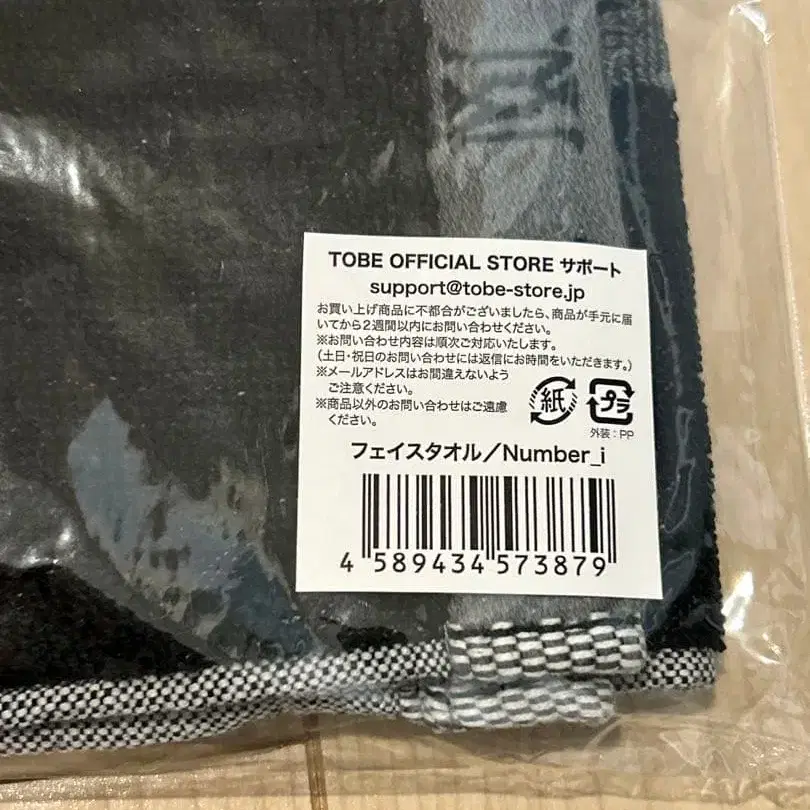 TOBE OFFICIAL STORE サポート
support@tobe-store.jp
お買い上げ商品に不都合がございましたら、商品が手元に届
いてから2週間以内にお問い合わせください。
※お問い合わせ内容は順次ご対応いたします。
(土日・祝日のお問い合わせには返信にお時間をいただきます。)
※メールアドレスはお間違えないよう
ご注意ください。
※商品以外のお問い合わせはご遠慮
ください。
紙
プラ
外装:PP
フェイスタオル/Number_i
4 589434 573879